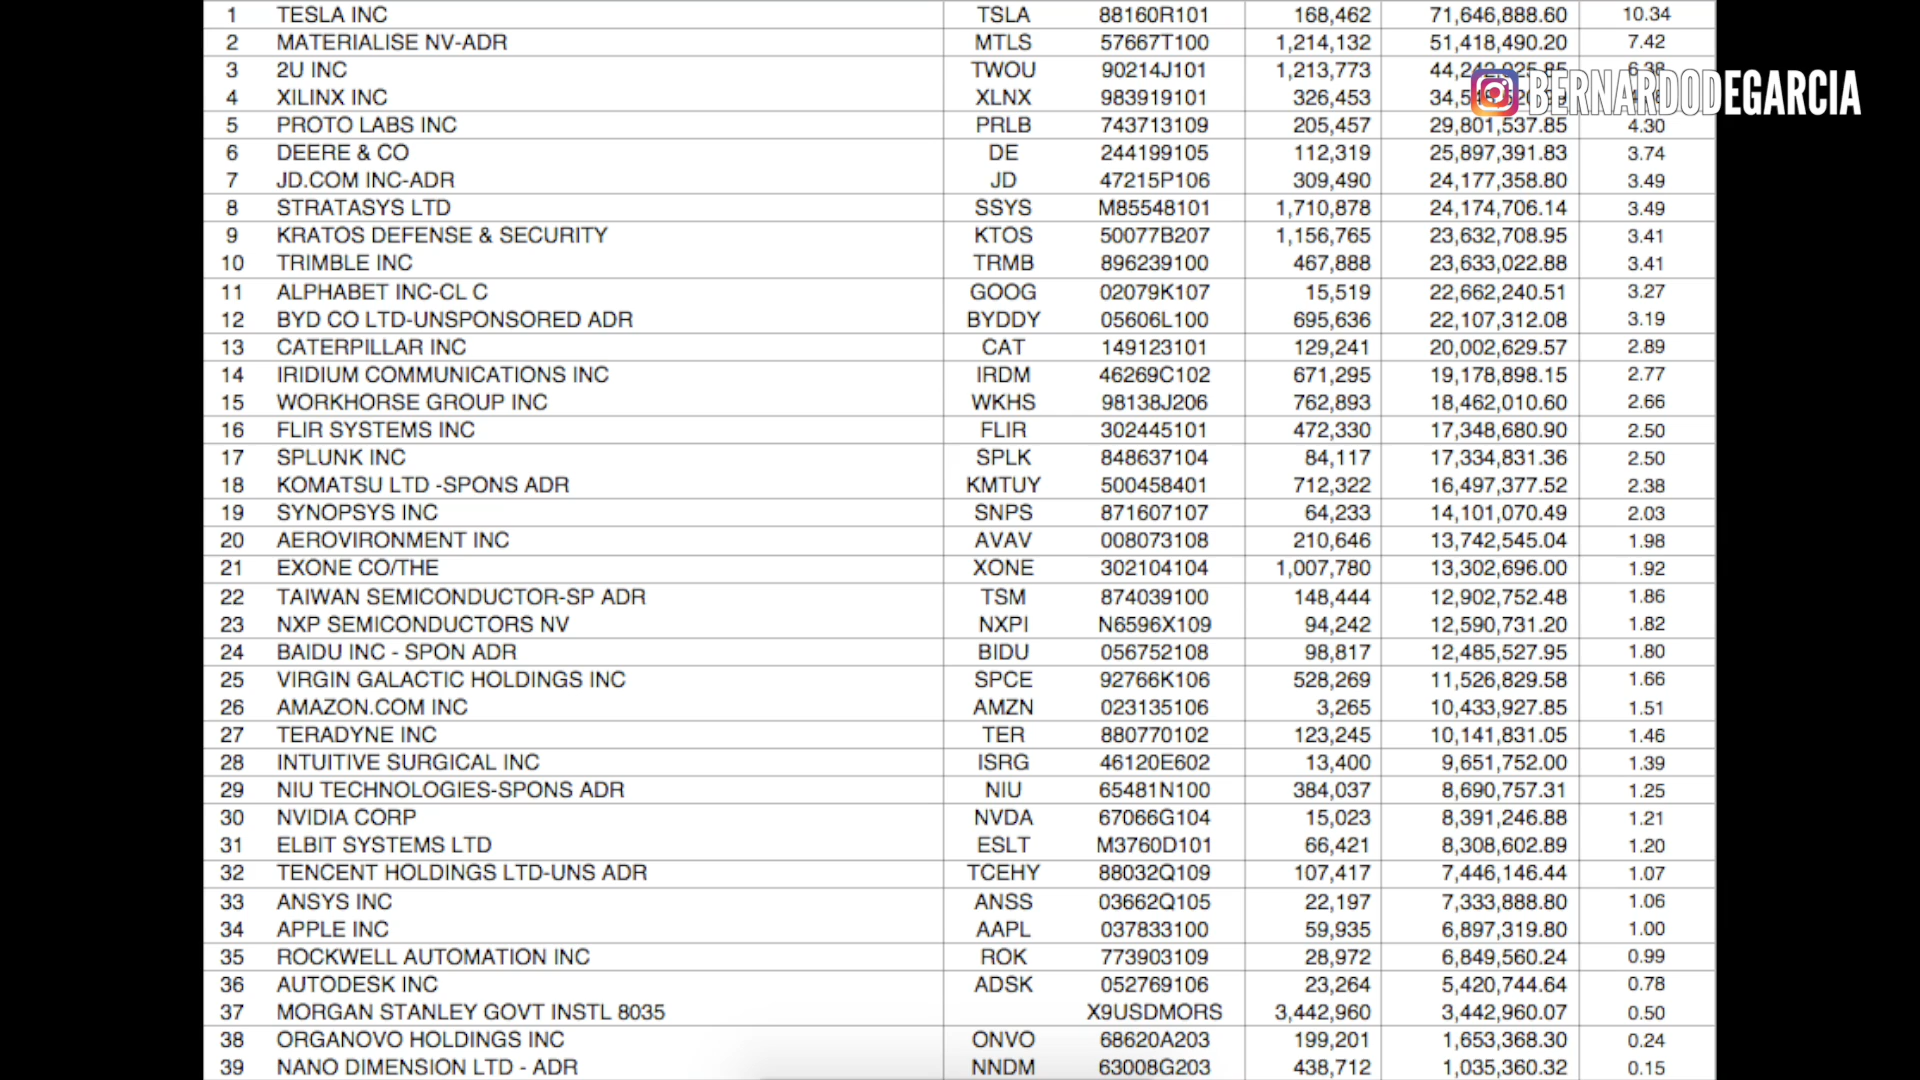 1 TESLA INC TSLA 88160R101 168,462 71,646,888.60 10.34
2 MATERIALISE NV-ADR MTLS 57667T100 1,214,132 51,418,490.20 7.42
3 2U INC TWOU 90214J101 1,213,773
4 XILINX INC XLNX 983919101 326,453
BERNARDODEGARCIA
5 PROTO LABS INC PRLB 743713109 205,457 29,801,537.85 4.30
6 DEERE & CO DE 244199105 112,319 25,897,391.83 3.74
7 JD.COM INC-ADR JD 47215P106 309,490 24,177,358.80 3.49
8 STRATASYS LTD SSYS M85548101 1,710,878 24,174,706.14 3.49
9 KRATOS DEFENSE & SECURITY KTOS 50077B207 1,156,765 23,632,708.95 3.41
10 TRIMBLE INC TRMB 896239100 467,888 23,633,022.88 3.41
11 ALPHABET INC-CL C GOOG 02079K107 15,519 22,662,240.51 3.27
12 BYD CO LTD-UNSPONSORED ADR BYDDY 05606L100 695,636 22,107,312.08 3.19
13 CATERPILLAR INC CAT 149123101 129,241 20,002,629.57 2.89
14 IRIDIUM COMMUNICATIONS INC IRDM 46269C102 671,295 19,178,898.15 2.77
15 WORKHORSE GROUP INC WKHS 98138J206 762,893 18,462,010.60 2.66
16 FLIR SYSTEMS INC FLIR 302445101 472,330 17,348,680.90 2.50
17 SPLUNK INC SPLK 848637104 84,117 17,334,831.36 2.50
18 KOMATSU LTD -SPONS ADR KMTUY 500458401 712,322 16,497,377.52 2.38
19 SYNOPSYS INC SNPS 871607107 64,233 14,101,070.49 2.03
20 AEROVIRONMENT INC AVAV 008073108 210,646 13,742,545.04 1.98
21 EXONE CO/THE XONE 302104104 1,007,780 13,302,696.00 1.92
22 TAIWAN SEMICONDUCTOR-SP ADR TSM 874039100 148,444 12,902,752.48 1.86
23 NXP SEMICONDUCTORS NV NXPI N6596X109 94,242 12,590,731.20 1.82
24 BAIDU INC - SPON ADR BIDU 056752108 98,817 12,485,527.95 1.80
25 VIRGIN GALACTIC HOLDINGS INC SPCE 92766K106 528,269 11,526,829.58 1.66
26 AMAZON.COM INC AMZN 023135106 3,265 10,433,927.85 1.51
27 TERADYNE INC TER 880770102 123,245 10,141,831.05 1.46
28 INTUITIVE SURGICAL INC ISRG 46120E602 13,400 9,651,752.00 1.39
29 NIU TECHNOLOGIES-SPONS ADR NIU 65481N100 384,037 8,690,757.31 1.25
30 NVIDIA CORP NVDA 67066G104 15,023 8,391,246.88 1.21
31 ELBIT SYSTEMS LTD ESLT M3760D101 66,421 8,308,602.89 1.20
32 TENCENT HOLDINGS LTD-UNS ADR TCEHY 88032Q109 107,417 7,446,146.44 1.07
33 ANSYS INC ANSS 03662Q105 22,197 7,333,888.80 1.06
34 APPLE INC AAPL 037833100 59,935 6,897,319.80 1.00
35 ROCKWELL AUTOMATION INC ROK 773903109 28,972 6,849,560.24 0.99
36 AUTODESK INC ADSK 052769106 23,264 5,420,744.64 0.78
37 MORGAN STANLEY GOVT INSTL 8035 X9USDMORS 3,442,960 3,442,960.07 0.50
38 ORGANOVO HOLDINGS INC ONVO 68620A203 199,201 1,653,368.30 0.24
39 NANO DIMENSION LTD - ADR NNDM 63008G203 438,712 1,035,360.32 0.15